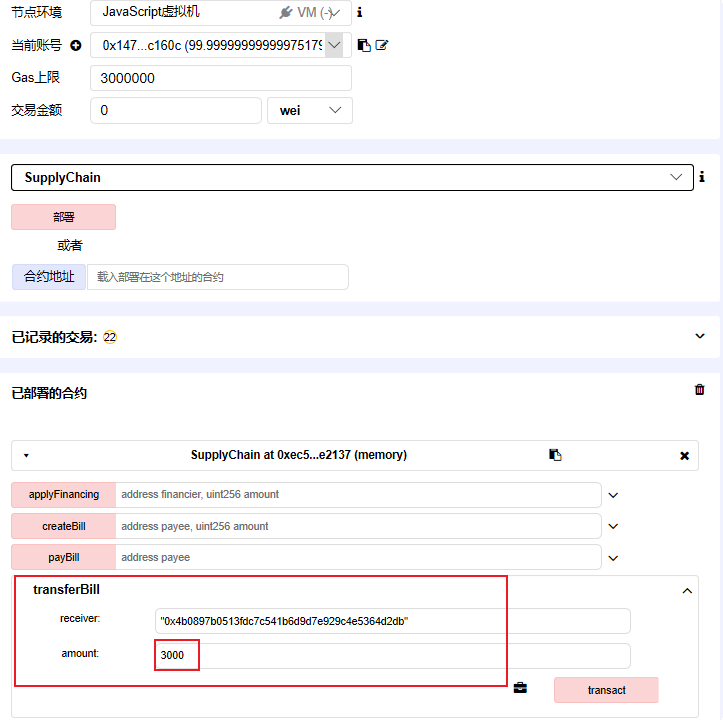 节点环境 JavaScript虚拟机 VM (-)
当前账号 0x147...c160c (99.99999999999975179
Gas上限 3000000
交易金额 0 wei
SupplyChain
部署
或者
合约地址 载入部署在这个地址的合约
已记录的交易: 22
已部署的合约
SupplyChain at 0xec5...e2137 (memory)
applyFinancing address financier, uint256 amount
createBill address payee, uint256 amount
payBill address payee
transferBill
receiver: "0x4b0897b0513fdc7c541b6d9d7e929c4e5364d2db"
amount: 3000
transact